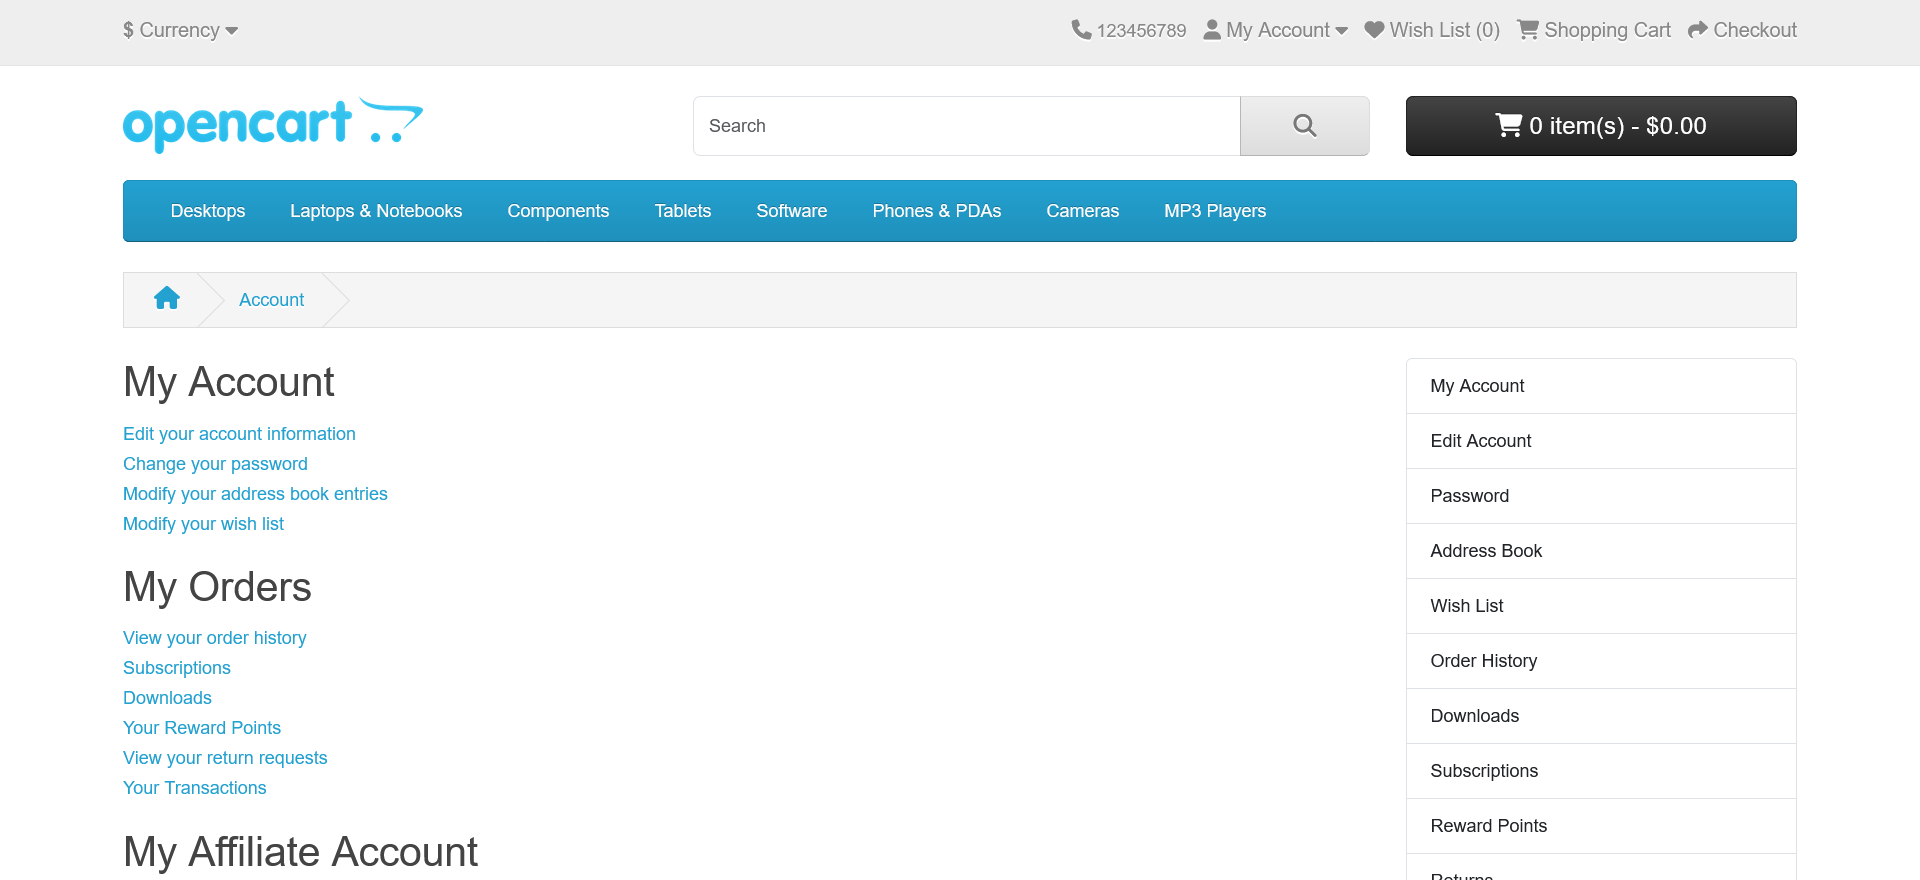 $ Currency
123456789 My Account Wish List (0) Shopping Cart Checkout
opencart
Search
0 item(s) - $0.00
Desktops Laptops & Notebooks Components Tablets Software Phones & PDAs Cameras MP3 Players
Account
My Account
Edit your account information
Change your password
Modify your address book entries
Modify your wish list
My Orders
View your order history
Subscriptions
Downloads
Your Reward Points
View your return requests
Your Transactions
My Affiliate Account
My Account
Edit Account
Password
Address Book
Wish List
Order History
Downloads
Subscriptions
Reward Points
Returns